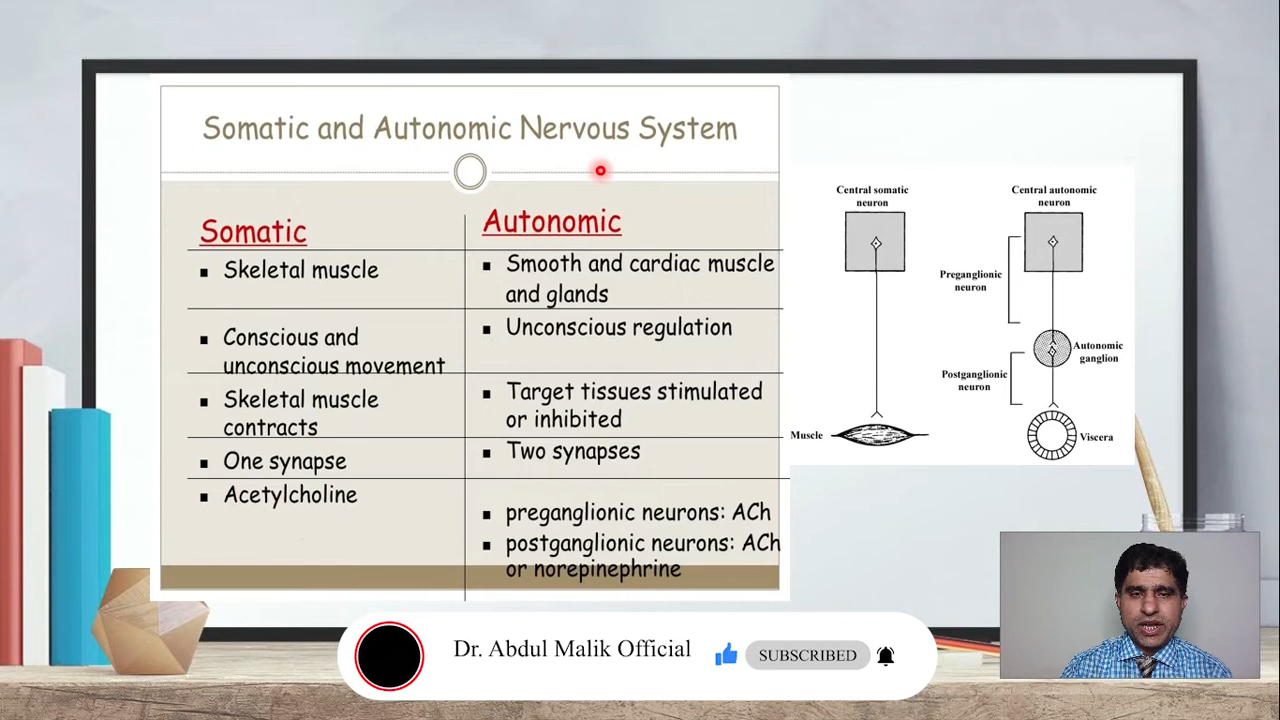 Somatic and Autonomic Nervous System
Somatic
▪ Skeletal muscle
▪ Conscious and
unconscious movement
▪ Skeletal muscle
contracts
▪ One synapse
▪ Acetylcholine
Autonomic
▪ Smooth and cardiac muscle
and glands
▪ Unconscious regulation
▪ Target tissues stimulated
or inhibited
▪ Two synapses
▪ preganglionic neurons: ACh
▪ postganglionic neurons: ACh
or norepinephrine
Central somatic
neuron
Muscle
Central autonomic
neuron
Preganglionic
neuron
Autonomic
ganglion
Postganglionic
neuron
Viscera
Dr. Abdul Malik Official
SUBSCRIBED